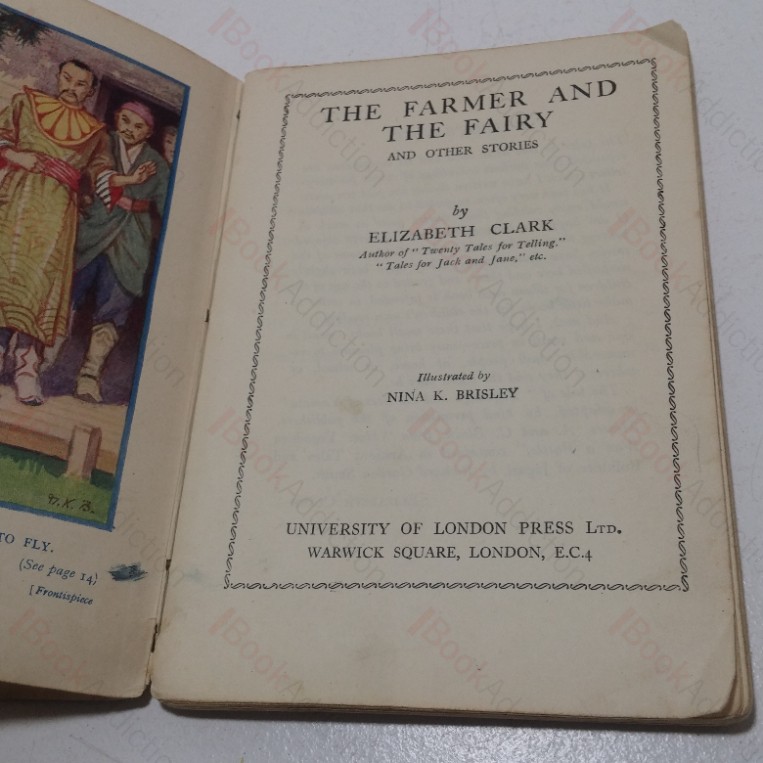 N. K. B.
TO FLY.
(See page 14)
[Frontispiece
THE FARMER AND
THE FAIRY
AND OTHER STORIES
by
ELIZABETH CLARK
Author of "Twenty Tales for Telling."
"Tales for Jack and Jane," etc.
Illustrated by
NINA K. BRISLEY
UNIVERSITY OF LONDON PRESS LTD.
WARWICK SQUARE, LONDON, E.C.4
BookAddiction